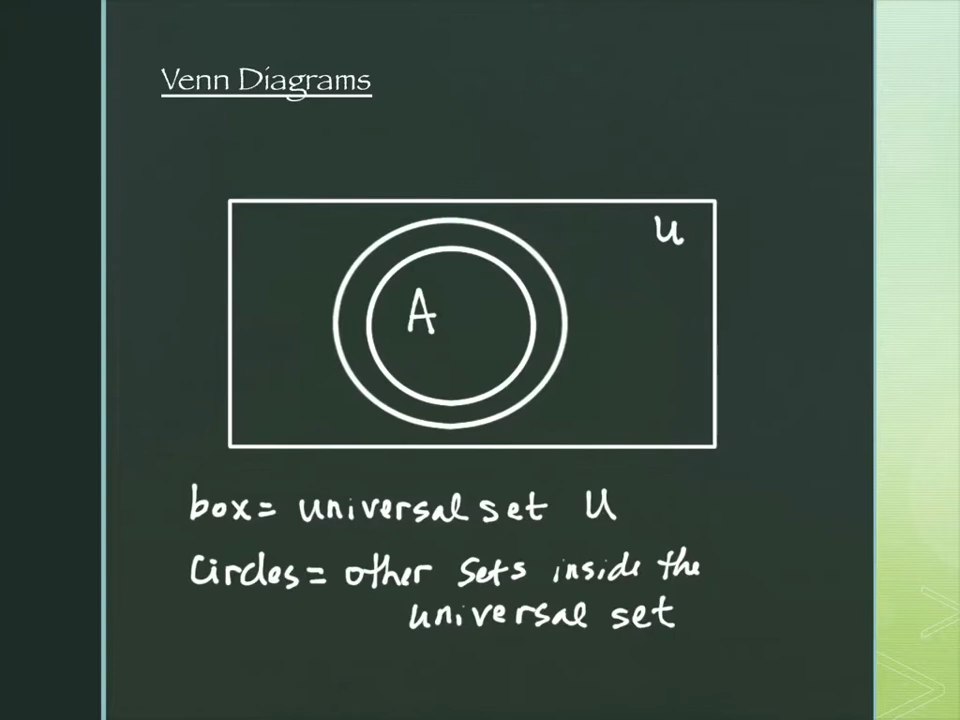 Venn Diagrams
U
A
box = universal set U
Circles = other sets inside the
universal set